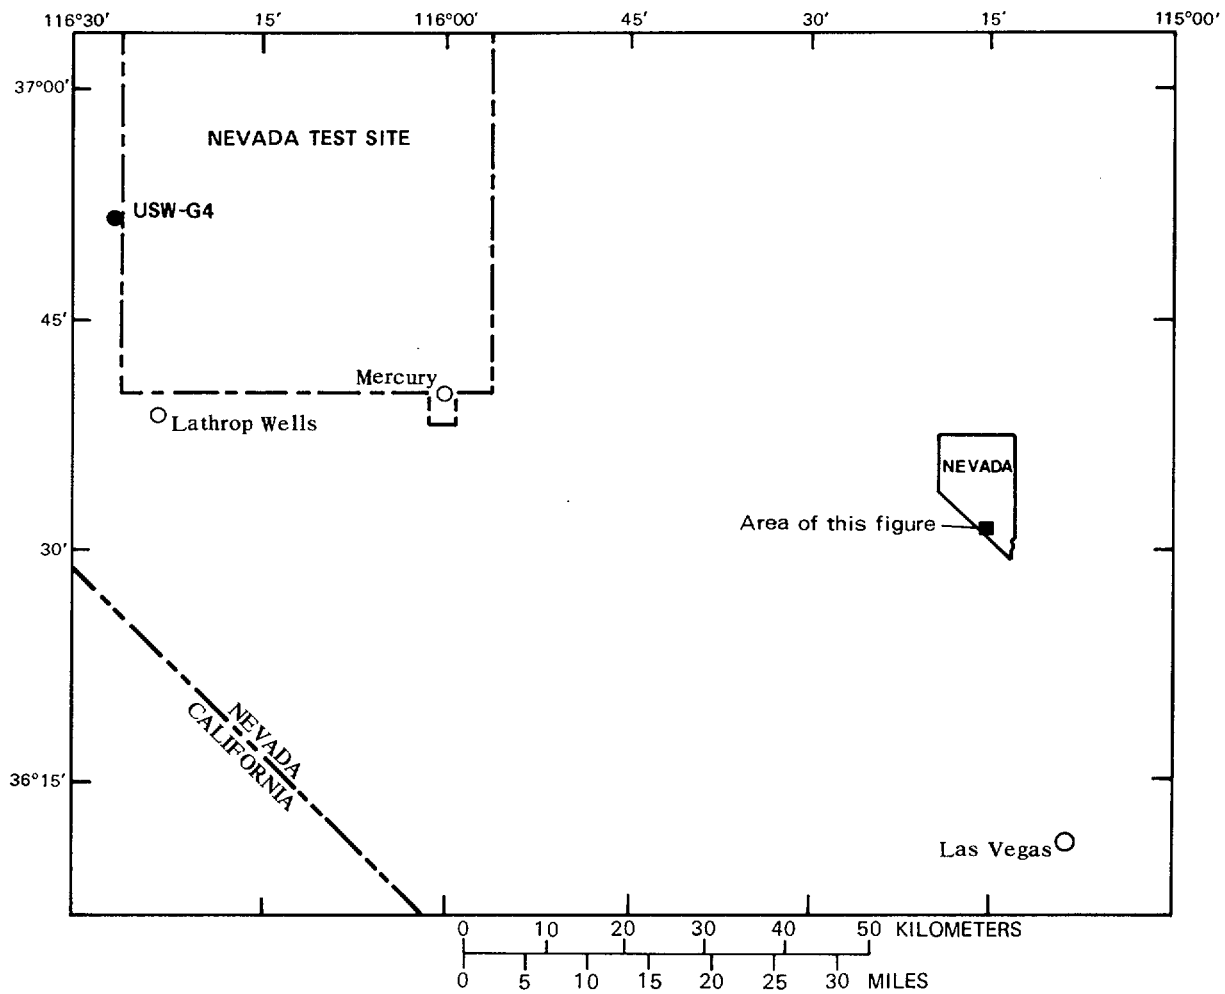 116°30′ 15′ 116°00′ 45′ 30′ 15′ 115°00′
37°00′
NEVADA TEST SITE
USW-G4
45′
Mercury
Lathrop Wells
NEVADA
Area of this figure
30′
NEVADA
CALIFORNIA
36°15′
Las Vegas
0 10 20 30 40 50 KILOMETERS
0 5 10 15 20 25 30 MILES